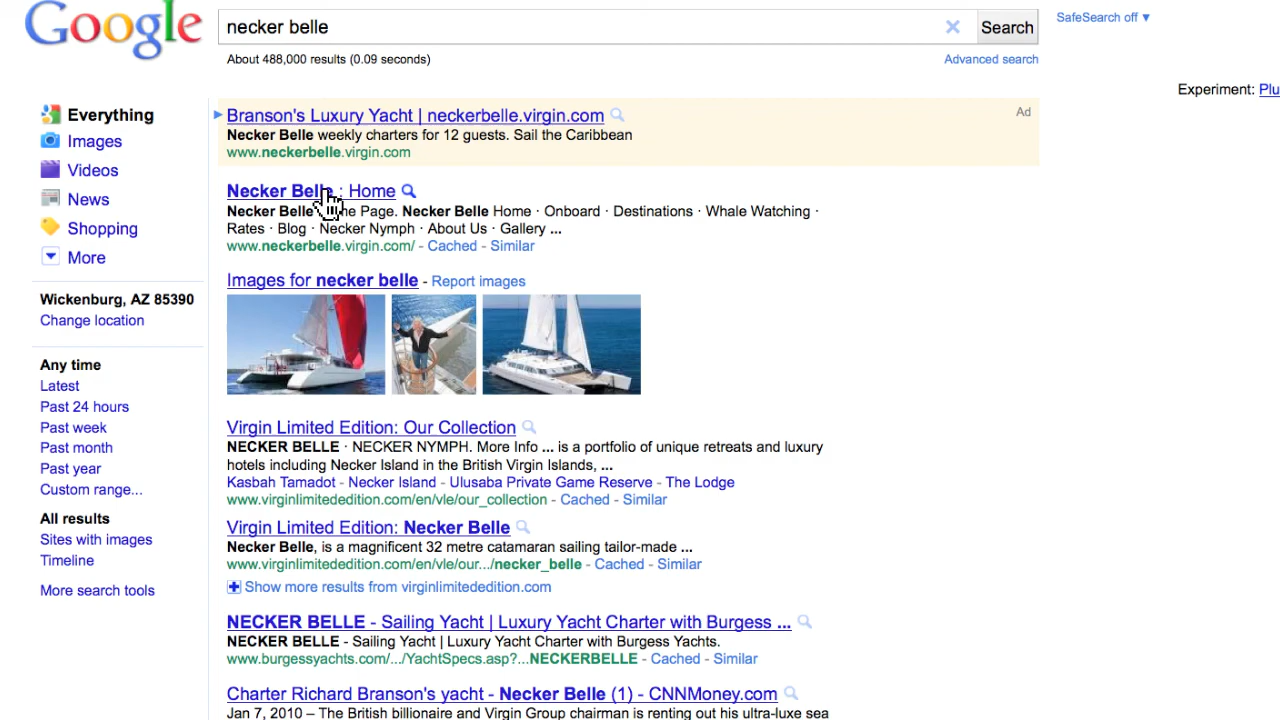 Google
necker belle
Search
SafeSearch off ▼
About 488,000 results (0.09 seconds)
Advanced search
Experiment: Plu
Everything
Images
Videos
News
Shopping
More
Wickenburg, AZ 85390
Change location
Any time
Latest
Past 24 hours
Past week
Past month
Past year
Custom range...
All results
Sites with images
Timeline
More search tools
Branson's Luxury Yacht | neckerbelle.virgin.com
Ad
Necker Belle weekly charters for 12 guests. Sail the Caribbean
www.neckerbelle.virgin.com
Necker Belle : Home
Necker Belle Page. Necker Belle Home · Onboard · Destinations · Whale Watching ·
Rates · Blog · Necker Nymph · About Us · Gallery ...
www.neckerbelle.virgin.com/ - Cached - Similar
Images for necker belle - Report images
Virgin Limited Edition: Our Collection
NECKER BELLE · NECKER NYMPH. More Info ... is a portfolio of unique retreats and luxury
hotels including Necker Island in the British Virgin Islands, ...
Kasbah Tamadot - Necker Island - Ulusaba Private Game Reserve - The Lodge
www.virginlimitededition.com/en/vle/our_collection - Cached - Similar
Virgin Limited Edition: Necker Belle
Necker Belle, is a magnificent 32 metre catamaran sailing tailor-made ...
www.virginlimitededition.com/en/vle/our.../necker_belle - Cached - Similar
Show more results from virginlimitededition.com
NECKER BELLE - Sailing Yacht | Luxury Yacht Charter with Burgess ...
NECKER BELLE - Sailing Yacht | Luxury Yacht Charter with Burgess Yachts.
www.burgessyachts.com/.../YachtSpecs.asp?...NECKERBELLE - Cached - Similar
Charter Richard Branson's yacht - Necker Belle (1) - CNNMoney.com
Jan 7, 2010 – The British billionaire and Virgin Group chairman is renting out his ultra-luxe sea